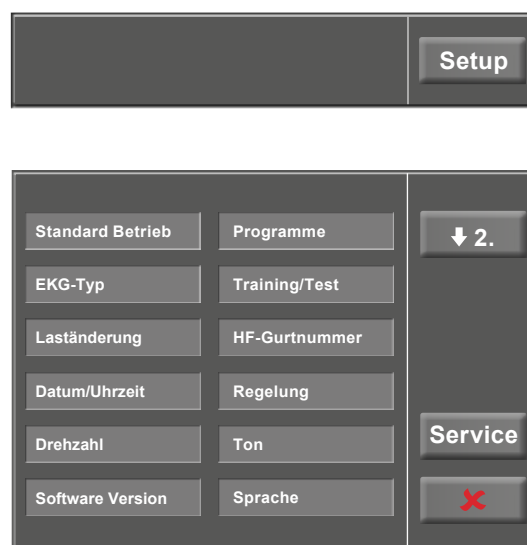 Setup
Standard Betrieb
Programme
2.
EKG-Typ
Training/Test
Laständerung
HF-Gurtnummer
Datum/Uhrzeit
Regelung
Drehzahl
Ton
Service
Software Version
Sprache